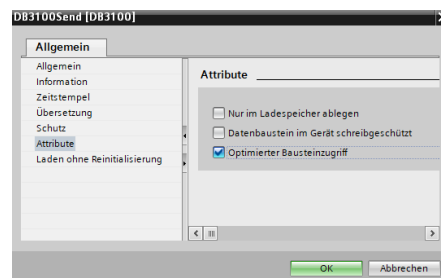 DB3100Send [DB3100]
Allgemein
Allgemein
Information
Zeitstempel
Übersetzung
Schutz
Attribute
Laden ohne Reinitialisierung
Attribute
Nur im Ladespeicher ablegen
Datenbaustein im Gerät schreibgeschützt
Optimierter Bausteinzugriff
OK
Abbrechen